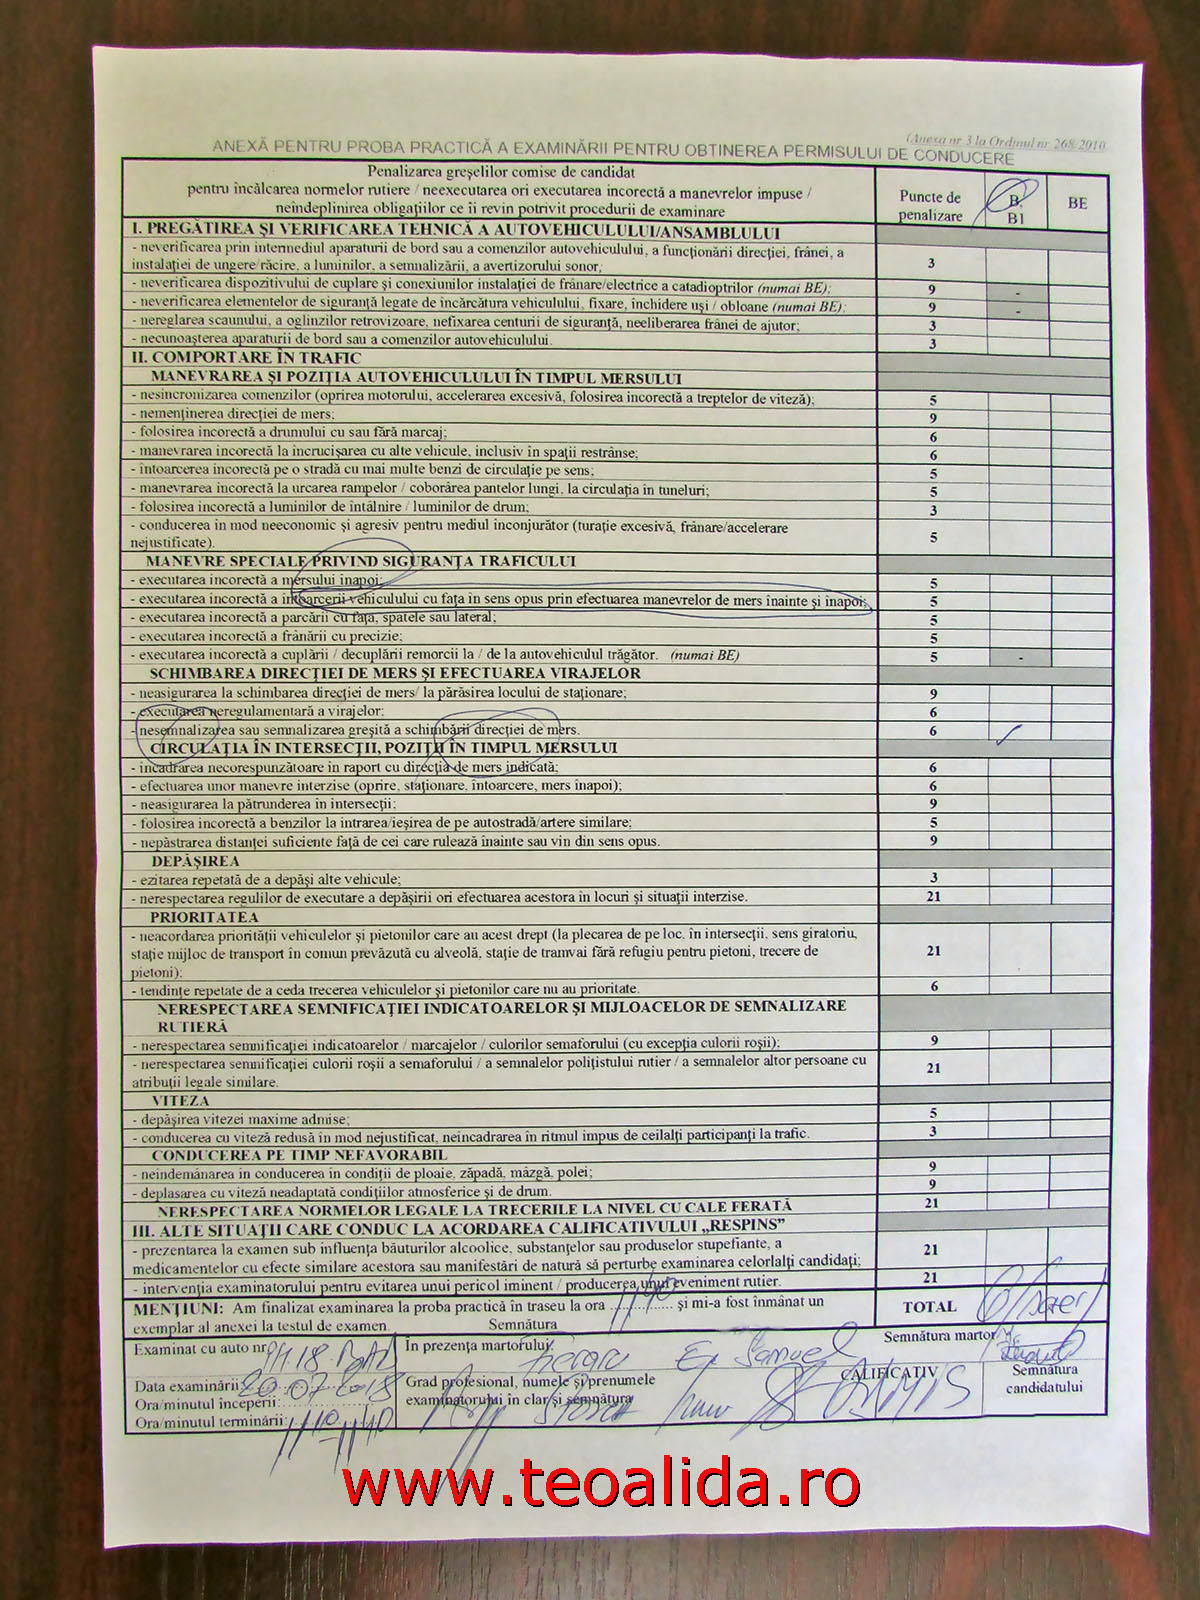 (Anexa nr. 3 la Ordinul nr. 268/2010
ANEXĂ PENTRU PROBA PRACTICĂ A EXAMINĂRII PENTRU OBTINEREA PERMISULUI DE CONDUCERE
Penalizarea greşelilor comise de candidat
pentru încălcarea normelor rutiere / neexecutarea ori executarea incorectă a manevrelor impuse /
neîndeplinirea obligaţiilor ce îi revin potrivit procedurii de examinare
Puncte de
penalizare
B,
B1
BE
I. PREGĂTIREA ŞI VERIFICAREA TEHNICĂ A AUTOVEHICULULUI/ANSAMBLULUI
- neverificarea prin intermediul aparaturii de bord sau a comenzilor autovehiculului, a funcţionării direcţiei, frânei, a
instalaţiei de ungere/răcire, a luminilor, a semnalizării, a avertizorului sonor; 3
- neverificarea dispozitivului de cuplare şi conexiunilor instalaţiei de frânare/electrice a catadioptrilor (numai BE); 9 -
- neverificarea elementelor de siguranţă legate de încărcătura vehiculului, fixare, închidere uşi / obloane (numai BE); 9 -
- nereglarea scaunului, a oglinzilor retrovizoare, nefixarea centurii de siguranţă, neeliberarea frânei de ajutor; 3
- necunoaşterea aparaturii de bord sau a comenzilor autovehiculului. 3
II. COMPORTARE ÎN TRAFIC
MANEVRAREA ŞI POZIŢIA AUTOVEHICULULUI ÎN TIMPUL MERSULUI
- nesincronizarea comenzilor (oprirea motorului, accelerarea excesivă, folosirea incorectă a treptelor de viteză); 5
- nemenţinerea direcţiei de mers; 9
- folosirea incorectă a drumului cu sau fără marcaj; 6
- manevrarea incorectă la încrucişarea cu alte vehicule, inclusiv în spaţii restrânse; 6
- întoarcerea incorectă pe o stradă cu mai multe benzi de circulaţie pe sens; 5
- manevrarea incorectă la urcarea rampelor / coborârea pantelor lungi, la circulaţia în tuneluri; 5
- folosirea incorectă a luminilor de întâlnire / luminilor de drum; 3
- conducerea în mod neeconomic şi agresiv pentru mediul înconjurător (turaţie excesivă, frânare/accelerare
nejustificate). 5
MANEVRE SPECIALE PRIVIND SIGURANŢA TRAFICULUI
- executarea incorectă a mersului înapoi; 5
- executarea incorectă a întoarcerii vehiculului cu faţa în sens opus prin efectuarea manevrelor de mers înainte şi înapoi; 5
- executarea incorectă a parcării cu faţa, spatele sau lateral; 5
- executarea incorectă a frânării cu precizie; 5
- executarea incorectă a cuplării / decuplării remorcii la / de la autovehiculul trăgător. (numai BE) 5 -
SCHIMBAREA DIRECŢIEI DE MERS ŞI EFECTUAREA VIRAJELOR
- neasigurarea la schimbarea direcţiei de mers/ la părăsirea locului de staţionare; 9
- executarea neregulamentară a virajelor; 6
- nesemnalizarea sau semnalizarea greşită a schimbării direcţiei de mers. 6 ✓
CIRCULAŢIA ÎN INTERSECŢII, POZIŢII ÎN TIMPUL MERSULUI
- încadrarea necorespunzătoare în raport cu direcţia de mers indicată; 6
- efectuarea unor manevre interzise (oprire, staţionare, întoarcere, mers înapoi); 6
- neasigurarea la pătrunderea în intersecţii; 9
- folosirea incorectă a benzilor la intrarea/ieşirea de pe autostradă/artere similare; 5
- nepăstrarea distanţei suficiente faţă de cei care rulează înainte sau vin din sens opus. 9
DEPĂŞIREA
- ezitarea repetată de a depăşi alte vehicule; 3
- nerespectarea regulilor de executare a depăşirii ori efectuarea acestora în locuri şi situaţii interzise. 21
PRIORITATEA
- neacordarea priorităţii vehiculelor şi pietonilor care au acest drept (la plecarea de pe loc, în intersecţii, sens giratoriu,
staţie mijloc de transport în comun prevăzută cu alveolă, staţie de tramvai fără refugiu pentru pietoni, trecere de
pietoni); 21
- tendinţe repetate de a ceda trecerea vehiculelor şi pietonilor care nu au prioritate. 6
NERESPECTAREA SEMNIFICAŢIEI INDICATOARELOR ŞI MIJLOACELOR DE SEMNALIZARE
RUTIERĂ
- nerespectarea semnificaţiei indicatoarelor / marcajelor / culorilor semaforului (cu excepţia culorii roşii); 9
- nerespectarea semnificaţiei culorii roşii a semaforului / a semnalelor poliţistului rutier / a semnalelor altor persoane cu
atribuţii legale similare. 21
VITEZA
- depăşirea vitezei maxime admise; 5
- conducerea cu viteză redusă în mod nejustificat, neîncadrarea în ritmul impus de ceilalţi participanţi la trafic. 3
CONDUCEREA PE TIMP NEFAVORABIL
- neîndemânarea în conducerea în condiţii de ploaie, zăpadă, mâzgă, polei; 9
- deplasarea cu viteză neadaptată condiţiilor atmosferice şi de drum. 9
NERESPECTAREA NORMELOR LEGALE LA TRECERILE LA NIVEL CU CALE FERATĂ 21
III. ALTE SITUAŢII CARE CONDUC LA ACORDAREA CALIFICATIVULUI „RESPINS”
- prezentarea la examen sub influenţa băuturilor alcoolice, substanţelor sau produselor stupefiante, a
medicamentelor cu efecte similare acestora sau manifestări de natură să perturbe examinarea celorlalţi candidaţi; 21
- intervenţia examinatorului pentru evitarea unui pericol iminent / producerea unui eveniment rutier. 21
MENŢIUNI: Am finalizat examinarea la proba practică în traseu la ora 1140 şi mi-a fost înmânat un
exemplar al anexei la testul de examen. Semnătura
TOTAL
Examinat cu auto nr.
În prezenţa martorului:
Samuel
Semnătura martor
Data examinării 20.07.2018
Ora/minutul începerii:
Ora/minutul terminării:
1110-1140
Grad profesional, numele şi prenumele
examinatorului în clar şi semnătura
CALIFICATIV
ADMIS
Semnătura
candidatului
www.teoalida.ro